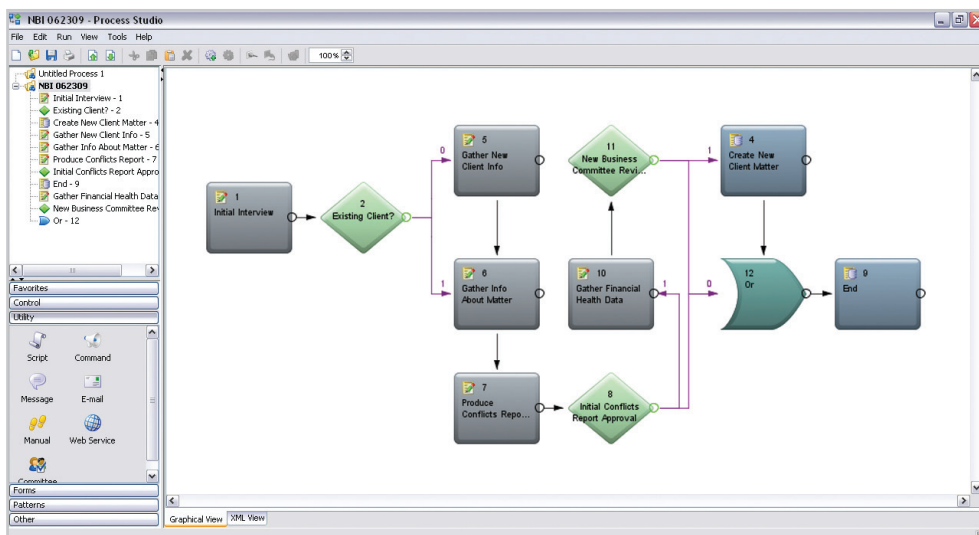 NBI 062309 - Process Studio
File Edit Run View Tools Help
100%
Untitled Process 1
NBI 062309
Initial Interview - 1
Existing Client? - 2
Create New Client Matter - 4
Gather New Client Info - 5
Gather Info About Matter - 6
Produce Conflicts Report - 7
Initial Conflicts Report Appro
End - 9
Gather Financial Health Data
New Business Committee Rev
Or - 12
Favorites
Control
Utility
Script Command
Message E-mail
Manual Web Service
Committee
Forms
Patterns
Other
1
Initial Interview
2
Existing Client?
0
1
5
Gather New
Client Info
6
Gather Info
About Matter
7
Produce
Conflicts Repo...
8
Initial Conflicts
Report Approval
1
10
Gather Financial
Health Data
11
New Business
Committee Revi...
1
0
4
Create New
Client Matter
12
Or
9
End
Graphical View XML View